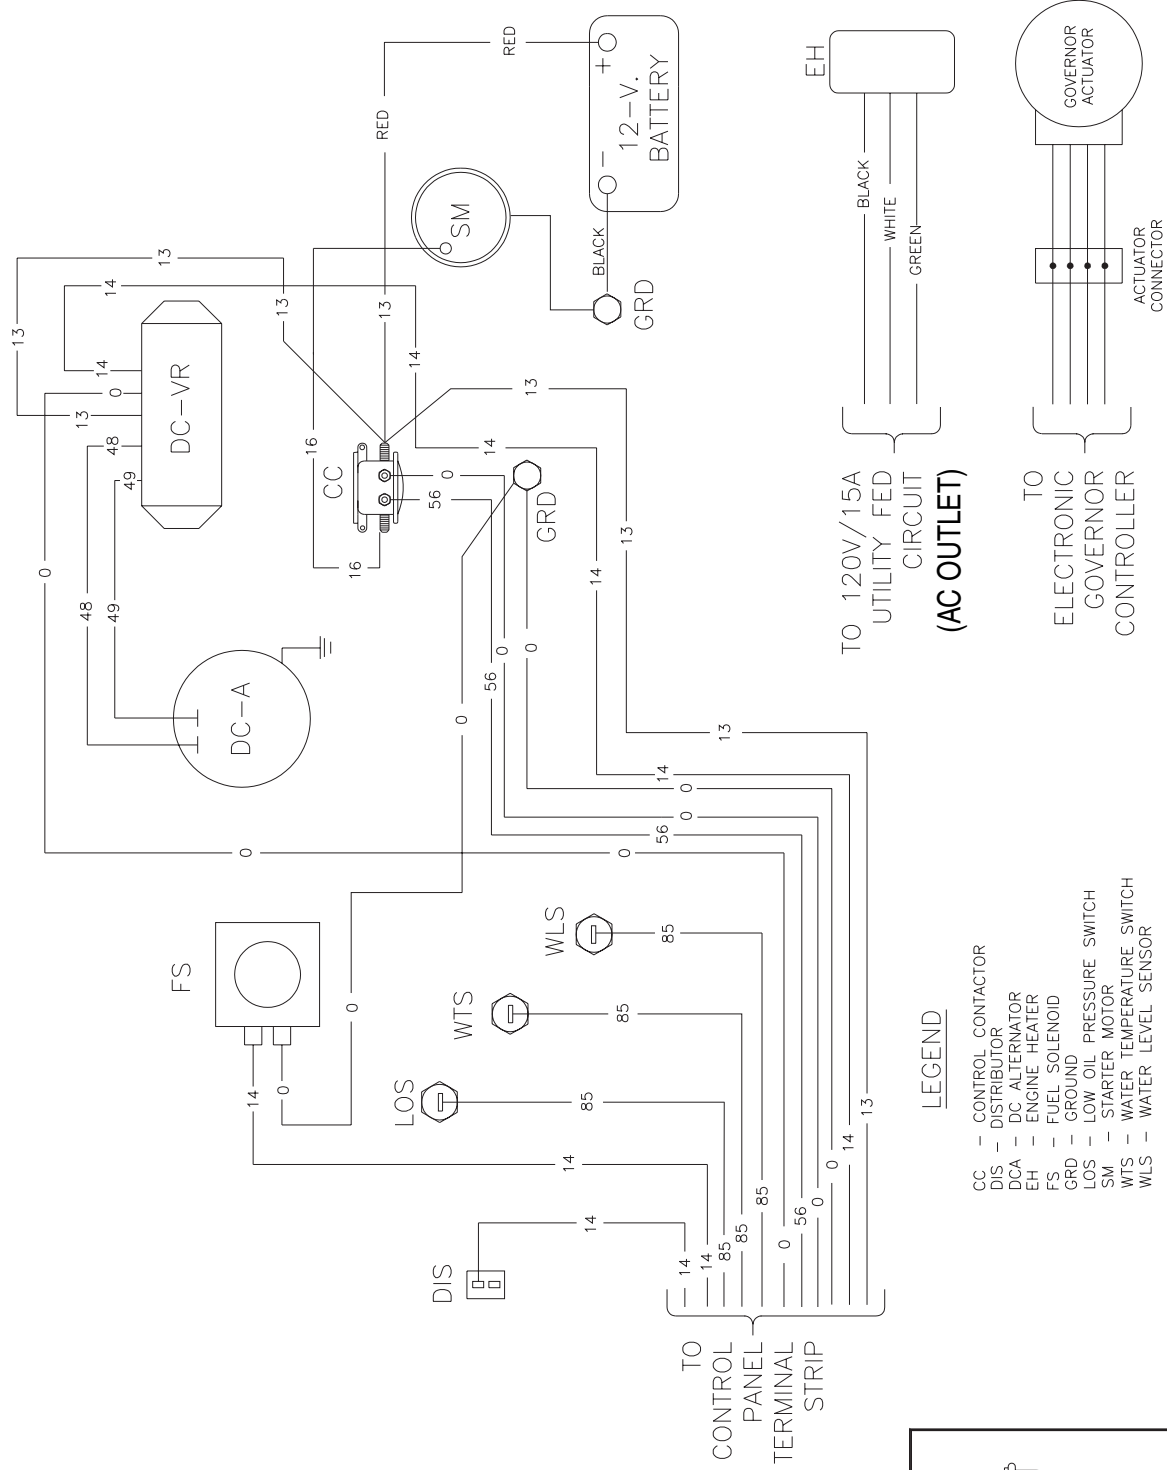 13
0
13
48
48
13
49
0
14
14
49
13
FS
DC-VR
DC-A
0
14
0
13
16
CC
0
16
13
RED
LOS
14
56
DIS
0
SM
0
WTS
56
14
0
RED
0
13
GRD
WLS
14
85
14
14
BLACK
85
0
13
12-V.
BATTERY
+
−
GRD
56
14
85
14
0
0
14
85
13
85
85
0
56
0
0
14
13
TO
CONTROL
PANEL
TERMINAL
STRIP
EH
BLACK
WHITE
GREEN
TO 120V/15A
UTILITY FED
CIRCUIT
(AC OUTLET)
GOVERNOR
ACTUATOR
ACTUATOR
CONNECTOR
TO
ELECTRONIC
GOVERNOR
CONTROLLER
LEGEND
CC – CONTROL CONTACTOR
DIS – DISTRIBUTOR
DCA – DC ALTERNATOR
EH – ENGINE HEATER
FS – FUEL SOLENOID
GRD – GROUND
LOS – LOW OIL PRESSURE SWITCH
SM – STARTER MOTOR
WTS – WATER TEMPERATURE SWITCH
WLS – WATER LEVEL SENSOR